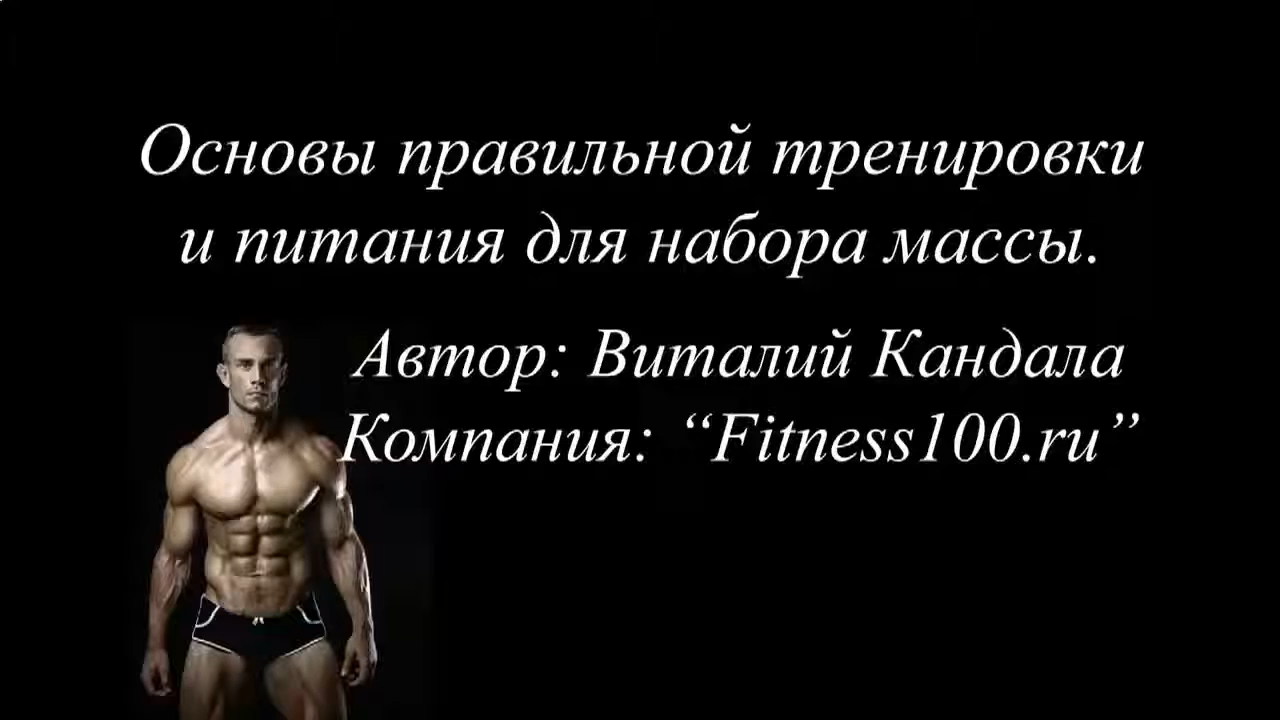 Основы правильной тренировки
и питания для набора массы.
Автор: Виталий Кандала
Компания: “Fitness100.ru”